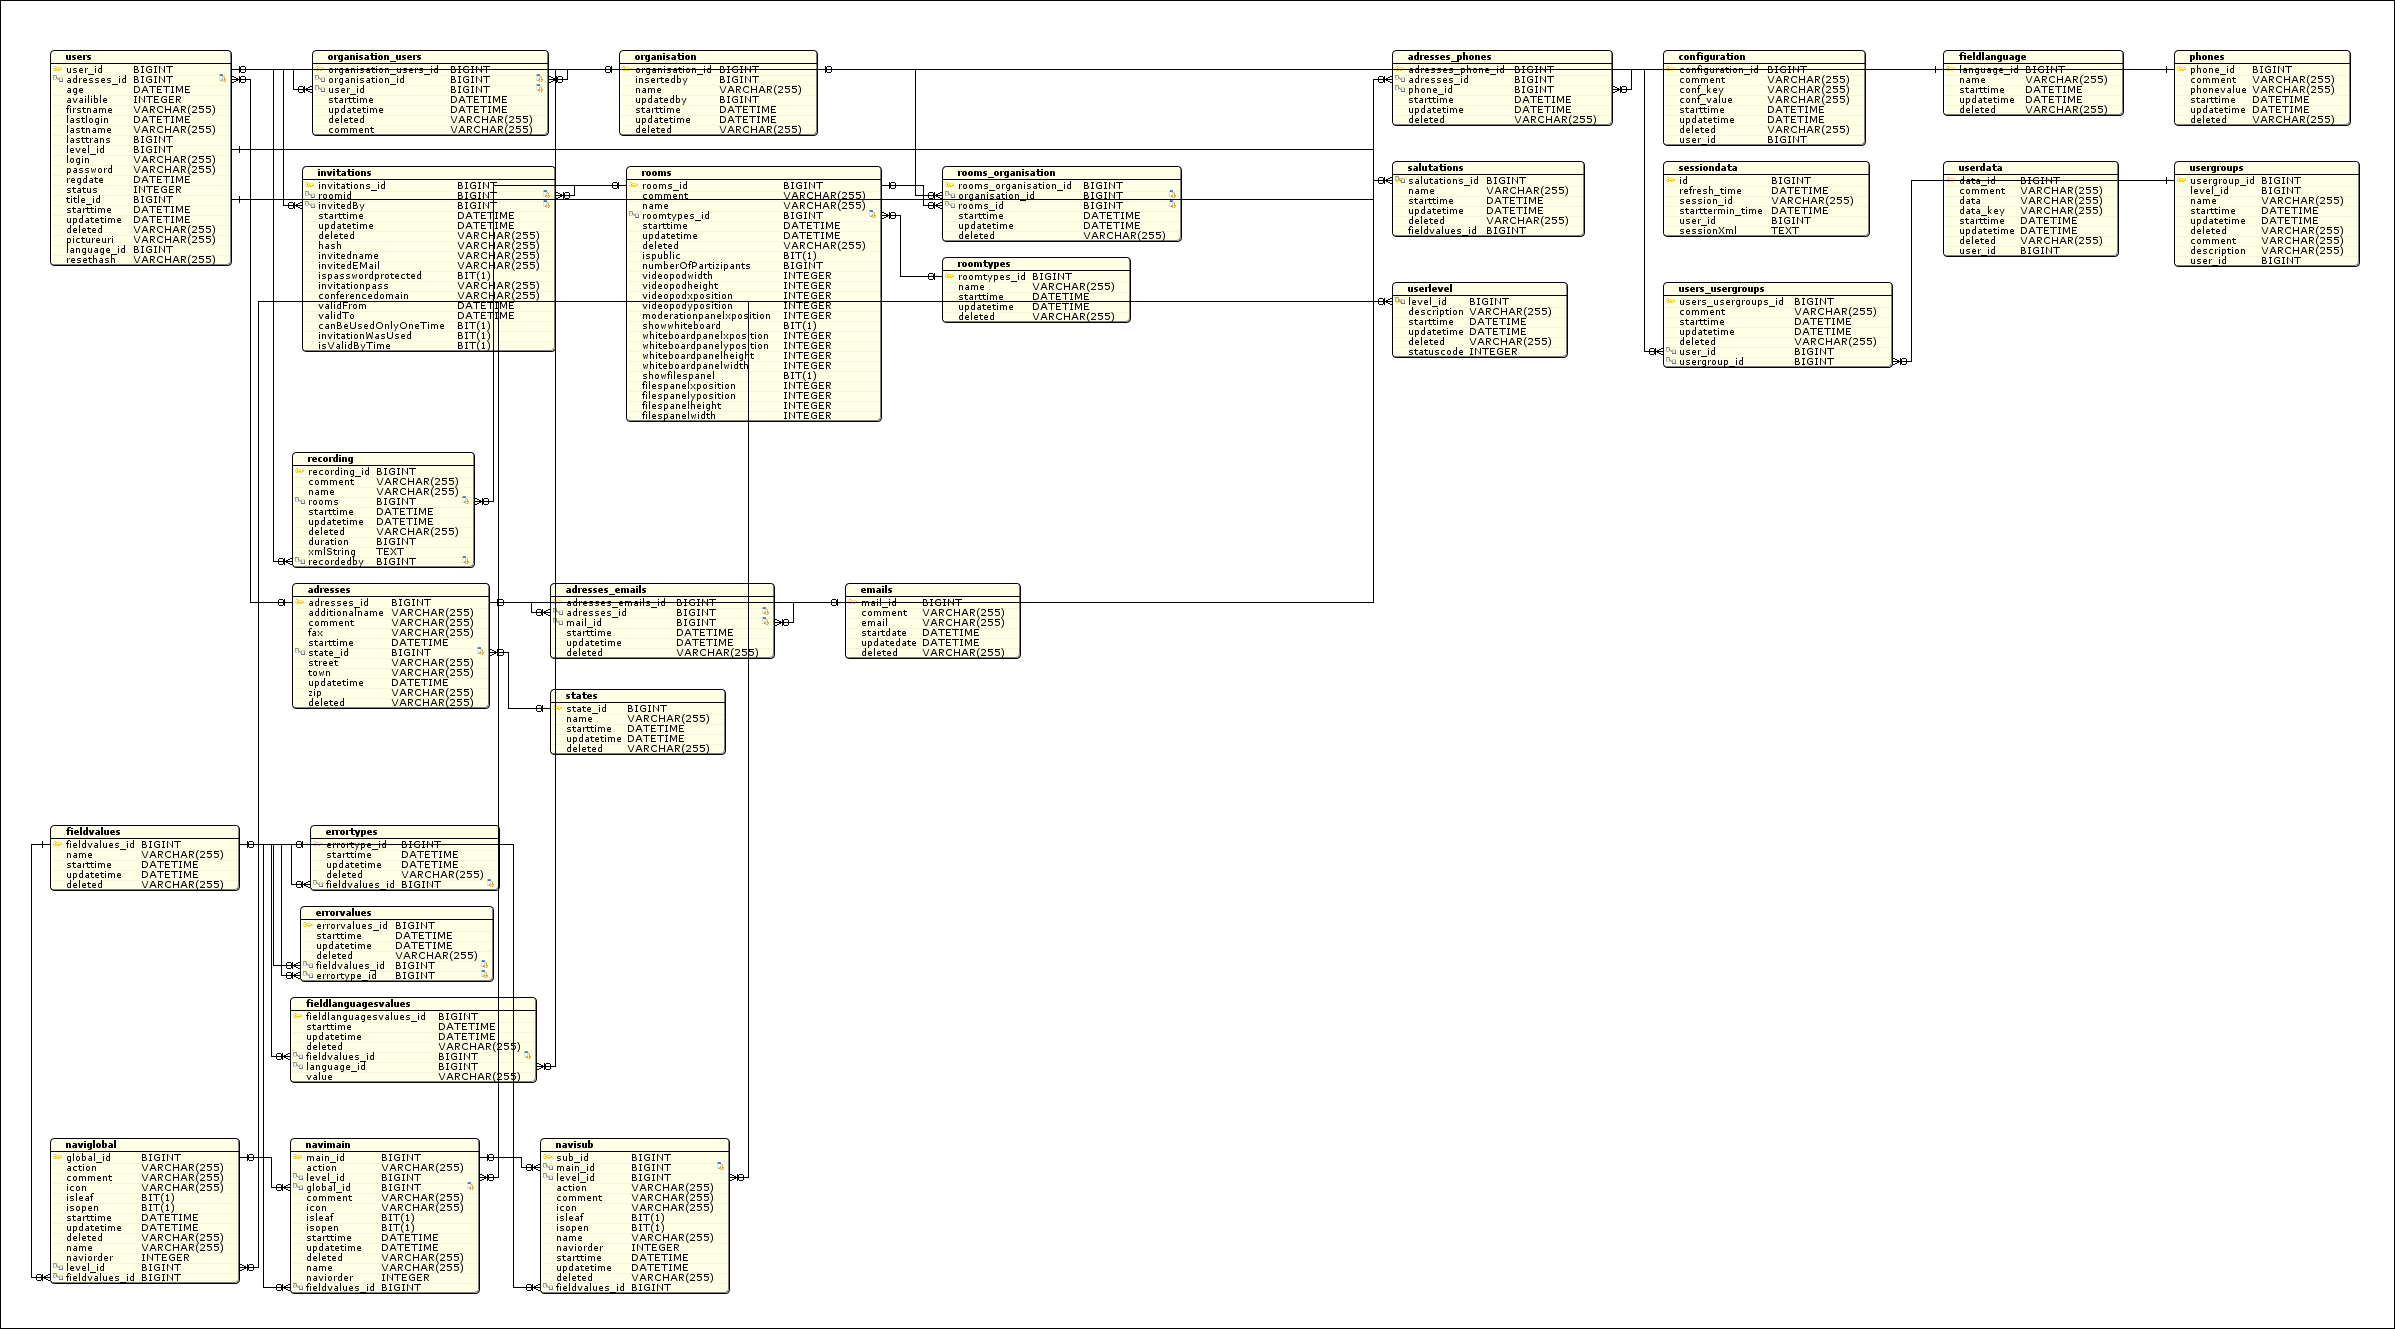 users
user_id BIGINT
adresses_id BIGINT
age DATETIME
availible INTEGER
firstname VARCHAR(255)
lastlogin DATETIME
lastname VARCHAR(255)
lasttrans BIGINT
level_id BIGINT
login VARCHAR(255)
password VARCHAR(255)
regdate DATETIME
status INTEGER
title_id BIGINT
starttime DATETIME
updatetime DATETIME
deleted VARCHAR(255)
pictureuri VARCHAR(255)
language_id BIGINT
resethash VARCHAR(255)
organisation_users
organisation_users_id BIGINT
organisation_id BIGINT
user_id BIGINT
starttime DATETIME
updatetime DATETIME
deleted VARCHAR(255)
comment VARCHAR(255)
organisation
organisation_id BIGINT
insertedby BIGINT
name VARCHAR(255)
updatedby BIGINT
starttime DATETIME
updatetime DATETIME
deleted VARCHAR(255)
adresses_phones
adresses_phone_id BIGINT
adresses_id BIGINT
phone_id BIGINT
starttime DATETIME
updatetime DATETIME
deleted VARCHAR(255)
configuration
configuration_id BIGINT
comment VARCHAR(255)
conf_key VARCHAR(255)
conf_value VARCHAR(255)
starttime DATETIME
updatetime DATETIME
deleted VARCHAR(255)
user_id BIGINT
fieldlanguage
language_id BIGINT
name VARCHAR(255)
starttime DATETIME
updatetime DATETIME
deleted VARCHAR(255)
phones
phone_id BIGINT
comment VARCHAR(255)
phonevalue VARCHAR(255)
starttime DATETIME
updatetime DATETIME
deleted VARCHAR(255)
invitations
invitations_id BIGINT
roomid BIGINT
invitedBy BIGINT
starttime DATETIME
updatetime DATETIME
deleted VARCHAR(255)
hash VARCHAR(255)
invitedname VARCHAR(255)
invitedEMail VARCHAR(255)
ispasswordprotected BIT(1)
invitationpass VARCHAR(255)
conferencedomain VARCHAR(255)
validFrom DATETIME
validTo DATETIME
canBeUsedOnlyOneTime BIT(1)
invitationWasUsed BIT(1)
isValidByTime BIT(1)
rooms
rooms_id BIGINT
comment VARCHAR(255)
name VARCHAR(255)
roomtypes_id BIGINT
starttime DATETIME
updatetime DATETIME
deleted VARCHAR(255)
ispublic BIT(1)
numberOfPartizipants BIGINT
videopodwidth INTEGER
videopodheight INTEGER
videopodxposition INTEGER
videopodyposition INTEGER
moderationpanelxposition INTEGER
showwhiteboard BIT(1)
whiteboardpanelxposition INTEGER
whiteboardpanelyposition INTEGER
whiteboardpanelheight INTEGER
whiteboardpanelwidth INTEGER
showfilespanel BIT(1)
filespanelxposition INTEGER
filespanelyposition INTEGER
filespanelheight INTEGER
filespanelwidth INTEGER
rooms_organisation
rooms_organisation_id BIGINT
organisation_id BIGINT
rooms_id BIGINT
starttime DATETIME
updatetime DATETIME
deleted VARCHAR(255)
roomtypes
roomtypes_id BIGINT
name VARCHAR(255)
starttime DATETIME
updatetime DATETIME
deleted VARCHAR(255)
salutations
salutations_id BIGINT
name VARCHAR(255)
starttime DATETIME
updatetime DATETIME
deleted VARCHAR(255)
fieldvalues_id BIGINT
sessiondata
id BIGINT
refresh_time DATETIME
session_id VARCHAR(255)
starttermin_time DATETIME
user_id BIGINT
sessionXml TEXT
userdata
data_id BIGINT
comment VARCHAR(255)
data VARCHAR(255)
data_key VARCHAR(255)
starttime DATETIME
updatetime DATETIME
deleted VARCHAR(255)
user_id BIGINT
usergroups
usergroup_id BIGINT
level_id BIGINT
name VARCHAR(255)
starttime DATETIME
updatetime DATETIME
deleted VARCHAR(255)
comment VARCHAR(255)
description VARCHAR(255)
user_id BIGINT
userlevel
level_id BIGINT
description VARCHAR(255)
starttime DATETIME
updatetime DATETIME
deleted VARCHAR(255)
statuscode INTEGER
users_usergroups
users_usergroups_id BIGINT
comment VARCHAR(255)
starttime DATETIME
updatetime DATETIME
deleted VARCHAR(255)
user_id BIGINT
usergroup_id BIGINT
recording
recording_id BIGINT
comment VARCHAR(255)
name VARCHAR(255)
rooms BIGINT
starttime DATETIME
updatetime DATETIME
deleted VARCHAR(255)
duration BIGINT
xmlString TEXT
recordedby BIGINT
adresses
adresses_id BIGINT
additionalname VARCHAR(255)
comment VARCHAR(255)
fax VARCHAR(255)
starttime DATETIME
state_id BIGINT
street VARCHAR(255)
town VARCHAR(255)
updatetime DATETIME
zip VARCHAR(255)
deleted VARCHAR(255)
adresses_emails
adresses_emails_id BIGINT
adresses_id BIGINT
mail_id BIGINT
starttime DATETIME
updatetime DATETIME
deleted VARCHAR(255)
emails
mail_id BIGINT
comment VARCHAR(255)
email VARCHAR(255)
startdate DATETIME
updatedate DATETIME
deleted VARCHAR(255)
states
state_id BIGINT
name VARCHAR(255)
starttime DATETIME
updatetime DATETIME
deleted VARCHAR(255)
fieldvalues
fieldvalues_id BIGINT
name VARCHAR(255)
starttime DATETIME
updatetime DATETIME
deleted VARCHAR(255)
errortypes
errortype_id BIGINT
starttime DATETIME
updatetime DATETIME
deleted VARCHAR(255)
fieldvalues_id BIGINT
errorvalues
errorvalues_id BIGINT
starttime DATETIME
updatetime DATETIME
deleted VARCHAR(255)
fieldvalues_id BIGINT
errortype_id BIGINT
fieldlanguagesvalues
fieldlanguagesvalues_id BIGINT
starttime DATETIME
updatetime DATETIME
deleted VARCHAR(255)
fieldvalues_id BIGINT
language_id BIGINT
value VARCHAR(255)
naviglobal
global_id BIGINT
action VARCHAR(255)
comment VARCHAR(255)
icon VARCHAR(255)
isleaf BIT(1)
isopen BIT(1)
starttime DATETIME
updatetime DATETIME
deleted VARCHAR(255)
name VARCHAR(255)
naviorder INTEGER
level_id BIGINT
fieldvalues_id BIGINT
navimain
main_id BIGINT
action VARCHAR(255)
level_id BIGINT
global_id BIGINT
comment VARCHAR(255)
icon VARCHAR(255)
isleaf BIT(1)
isopen BIT(1)
starttime DATETIME
updatetime DATETIME
deleted VARCHAR(255)
name VARCHAR(255)
naviorder INTEGER
fieldvalues_id BIGINT
navisub
sub_id BIGINT
main_id BIGINT
level_id BIGINT
action VARCHAR(255)
comment VARCHAR(255)
icon VARCHAR(255)
isleaf BIT(1)
isopen BIT(1)
name VARCHAR(255)
naviorder INTEGER
starttime DATETIME
updatetime DATETIME
deleted VARCHAR(255)
fieldvalues_id BIGINT